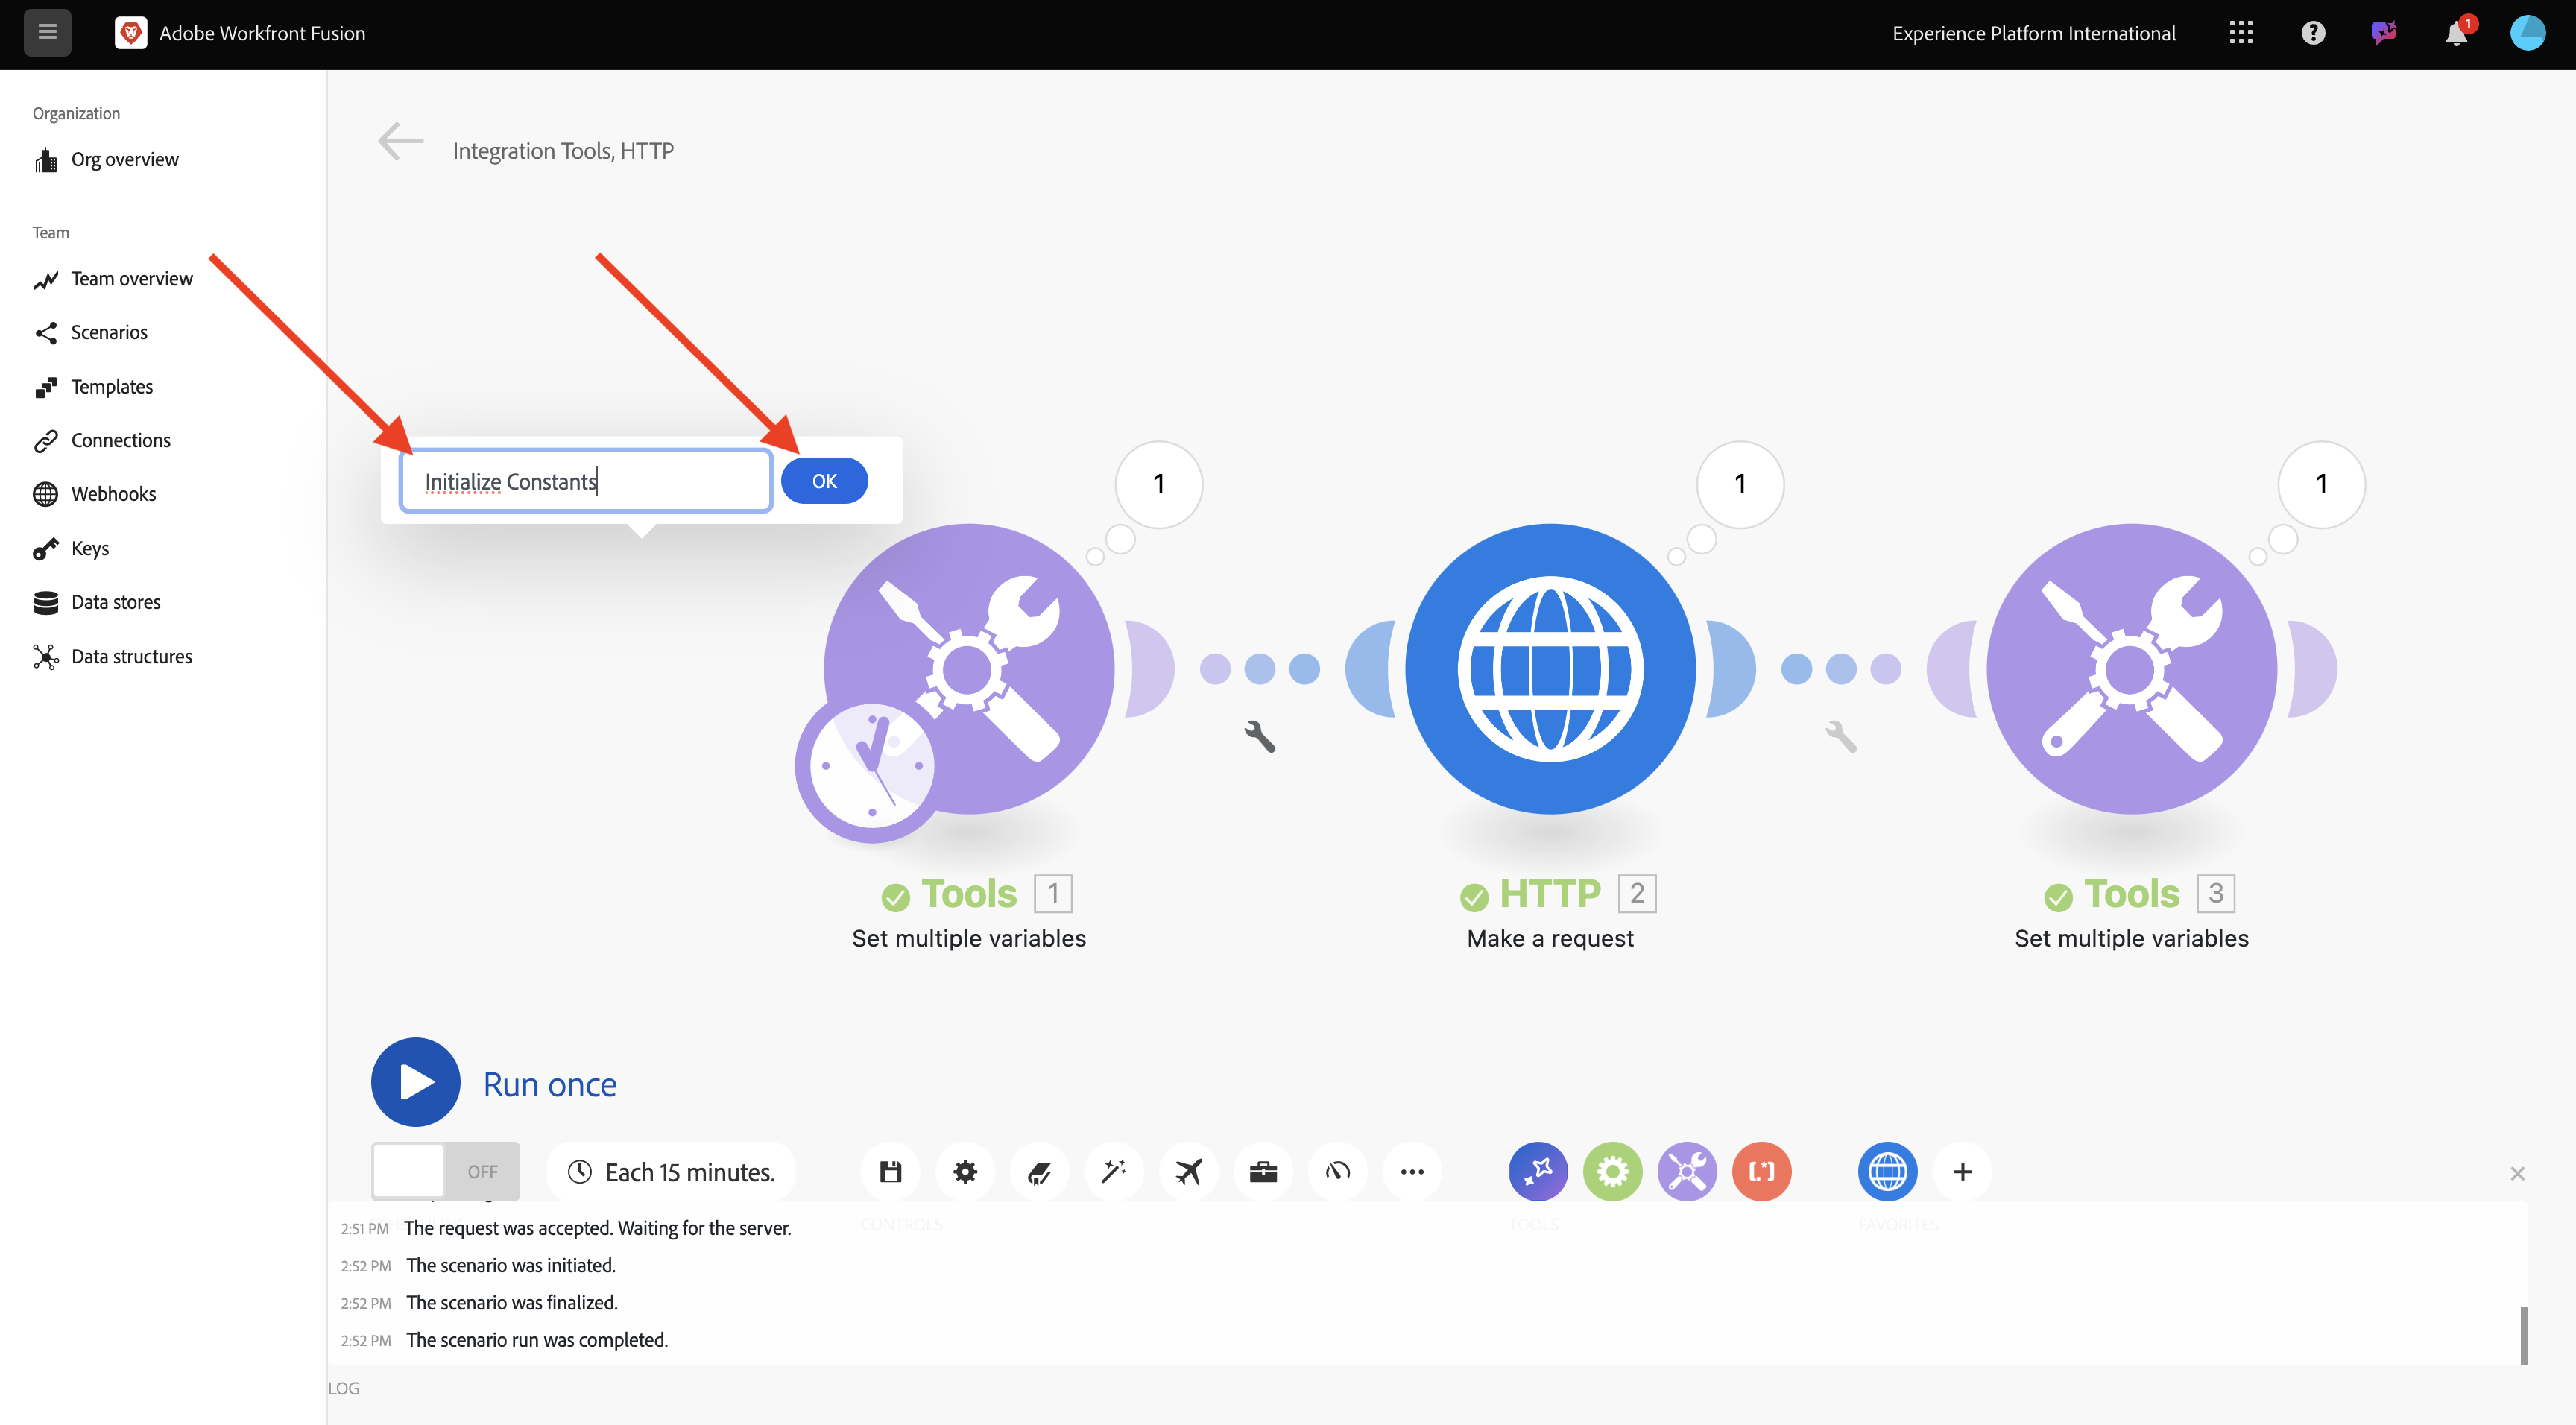 Adobe Workfront Fusion
Experience Platform International
1
Organization
Org overview
Team
Team overview
Scenarios
Templates
Connections
Webhooks
Keys
Data stores
Data structures
Integration Tools, HTTP
Initialize Constants
OK
1
1
1
Tools 1
Set multiple variables
HTTP 2
Make a request
Tools 3
Set multiple variables
Run once
OFF
Each 15 minutes.
CONTROLS
TOOLS
FAVORITES
2:51 PM The request was accepted. Waiting for the server.
2:52 PM The scenario was initiated.
2:52 PM The scenario was finalized.
2:52 PM The scenario run was completed.
LOG